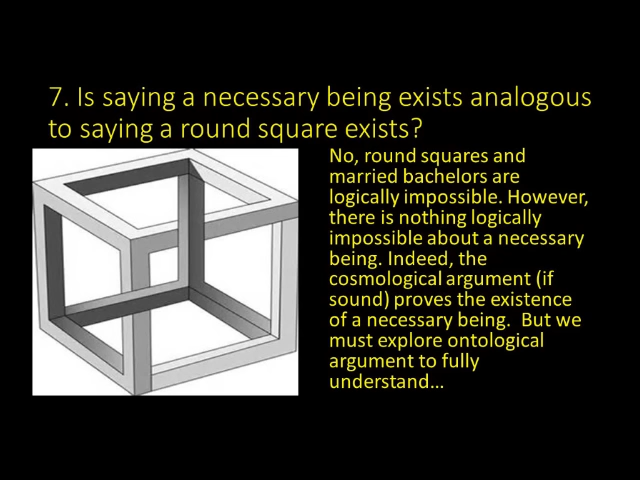 7. Is saying a necessary being exists analogous
to saying a round square exists?
No, round squares and
married bachelors are
logically impossible. However,
there is nothing logically
impossible about a necessary
being. Indeed, the
cosmological argument (if
sound) proves the existence
of a necessary being.  But we
must explore ontological
argument to fully
understand...